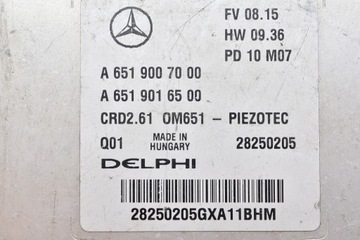 FV 08.15
HW 09.36
PD 10 M07
A 651 900 70 00
A 651 901 65 00
CRD2.61 OM651 - PIEZOTEC
Q01 MADE IN HUNGARY 28250205
DELPHI
28250205GXA11BHM